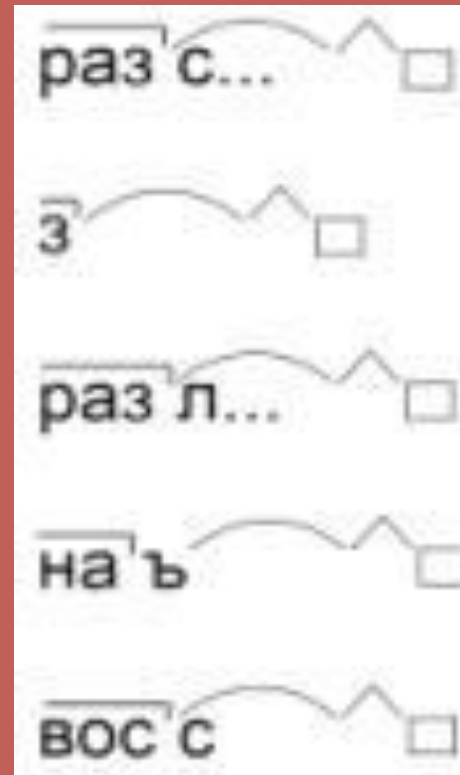 раз с...
з
раз л...
на ъ
вос с